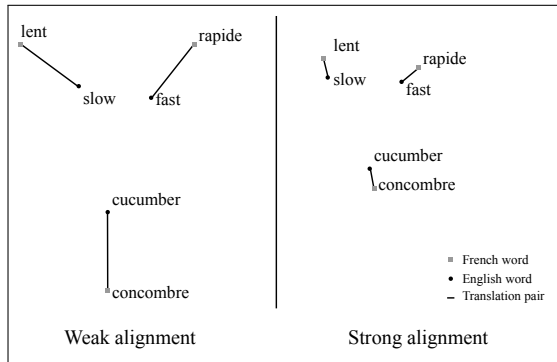 lent
rapide
slow
fast
cucumber
concombre
Weak alignment
lent
rapide
slow
fast
cucumber
concombre
French word
English word
Translation pair
Strong alignment